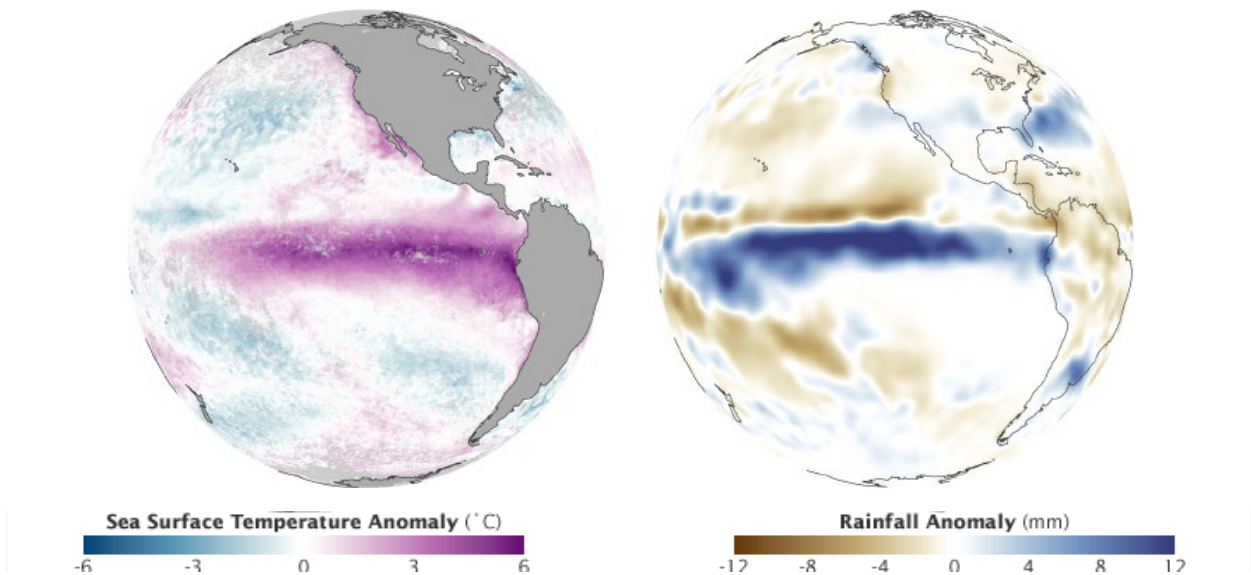 Sea Surface Temperature Anomaly (˚C)
-6 -3 0 3 6
Rainfall Anomaly (mm)
-12 -8 -4 0 4 8 12